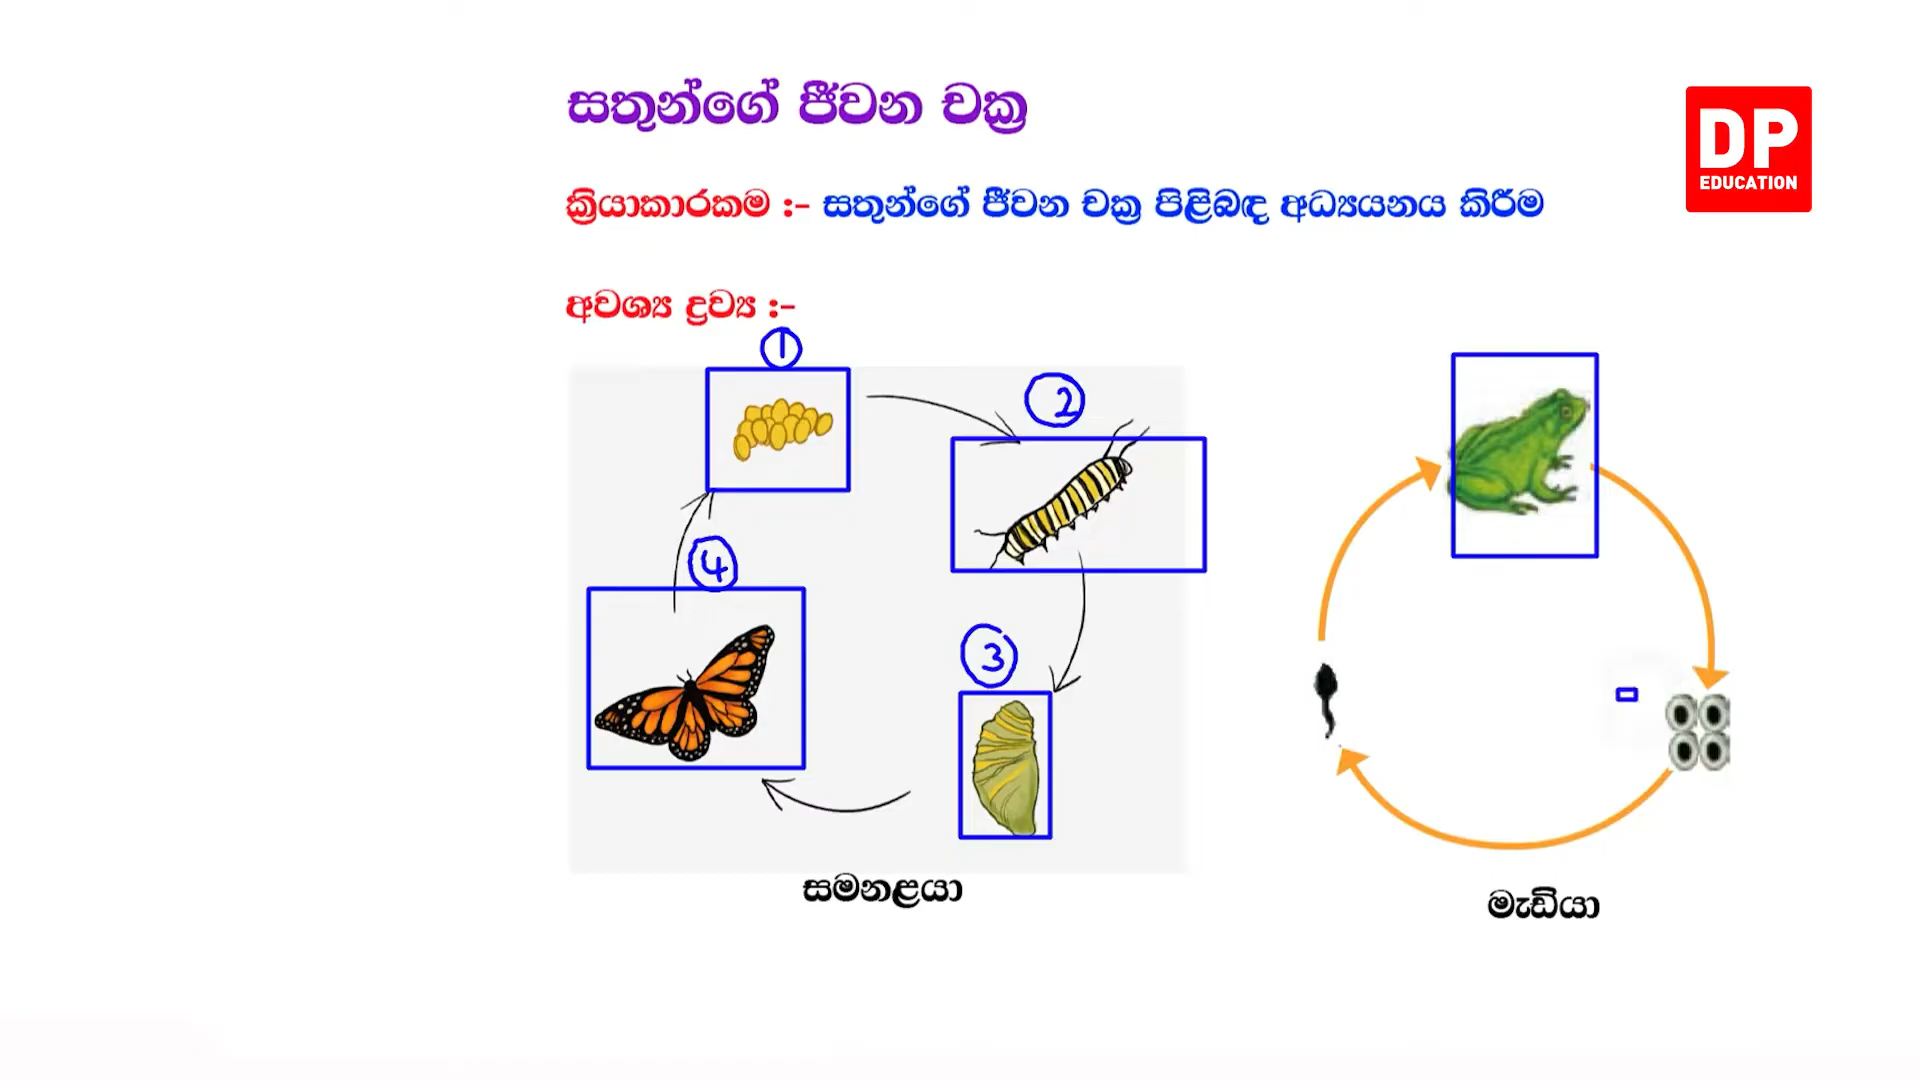 සතුන්ගේ ජීවන චක්‍ර
DP
EDUCATION
ක්‍රියාකාරකම :- සතුන්ගේ ජීවන චක්‍ර පිළිබඳ අධ්‍යයනය කිරීම
අවශ්‍ය ද්‍රව්‍ය :-
1
2
4
3
සමනළයා
මැඩියා